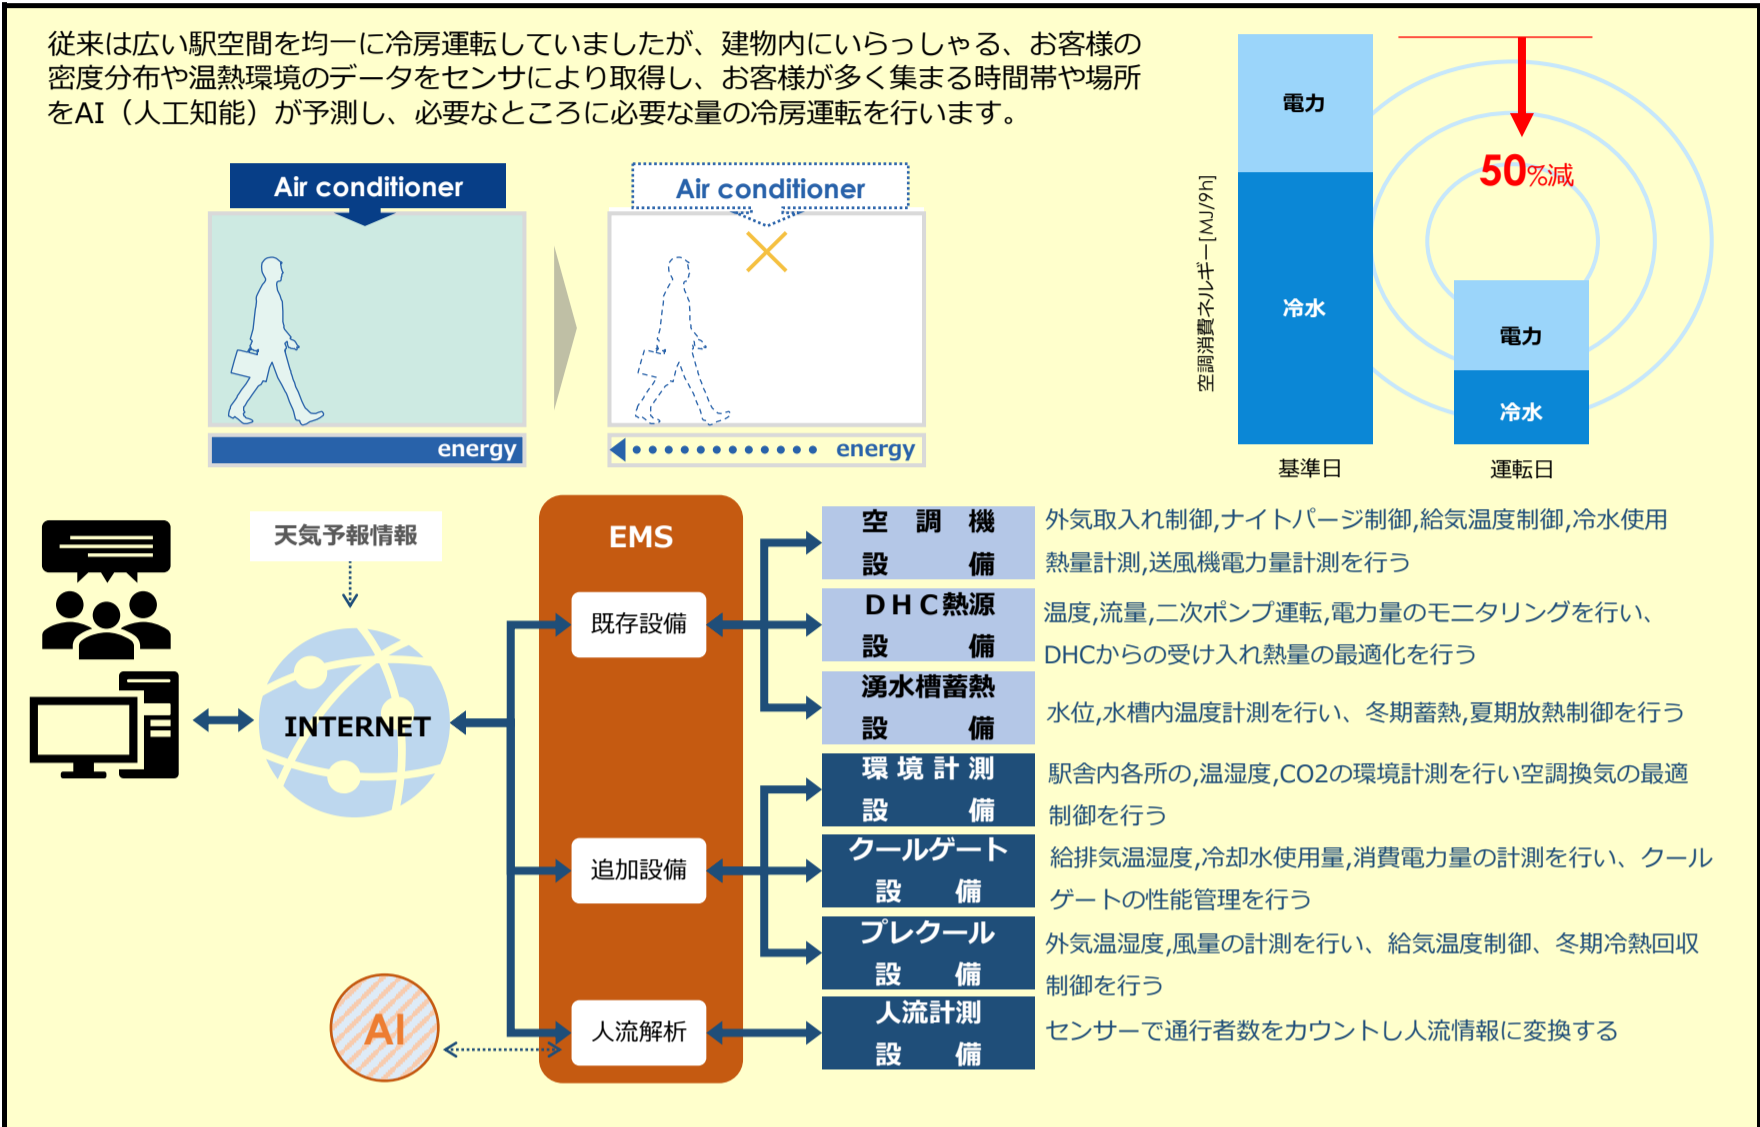 従来は広い駅空間を均一に冷房運転していましたが、建物内にいらっしゃる、お客様の
密度分布や温熱環境のデータをセンサにより取得し、お客様が多く集まる時間帯や場所
をAI（人工知能）が予測し、必要なところに必要な量の冷房運転を行います。
Air conditioner
energy
Air conditioner
energy
空調消費ネルギー[MJ/9h]
電力
冷水
基準日
50%減
電力
冷水
運転日
天気予報情報
INTERNET
AI
EMS
既存設備
追加設備
人流解析
空調機
設備
外気取入れ制御,ナイトパージ制御,給気温度制御,冷水使用
熱量計測,送風機電力量計測を行う
ＤＨＣ熱源
設備
温度,流量,二次ポンプ運転,電力量のモニタリングを行い、
DHCからの受け入れ熱量の最適化を行う
湧水槽蓄熱
設備
水位,水槽内温度計測を行い、冬期蓄熱,夏期放熱制御を行う
環境計測
設備
駅舎内各所の,温湿度,CO2の環境計測を行い空調換気の最適
制御を行う
クールゲート
設備
給排気温湿度,冷却水使用量,消費電力量の計測を行い、クール
ゲートの性能管理を行う
プレクール
設備
外気温湿度,風量の計測を行い、給気温度制御、冬期冷熱回収
制御を行う
人流計測
設備
センサーで通行者数をカウントし人流情報に変換する